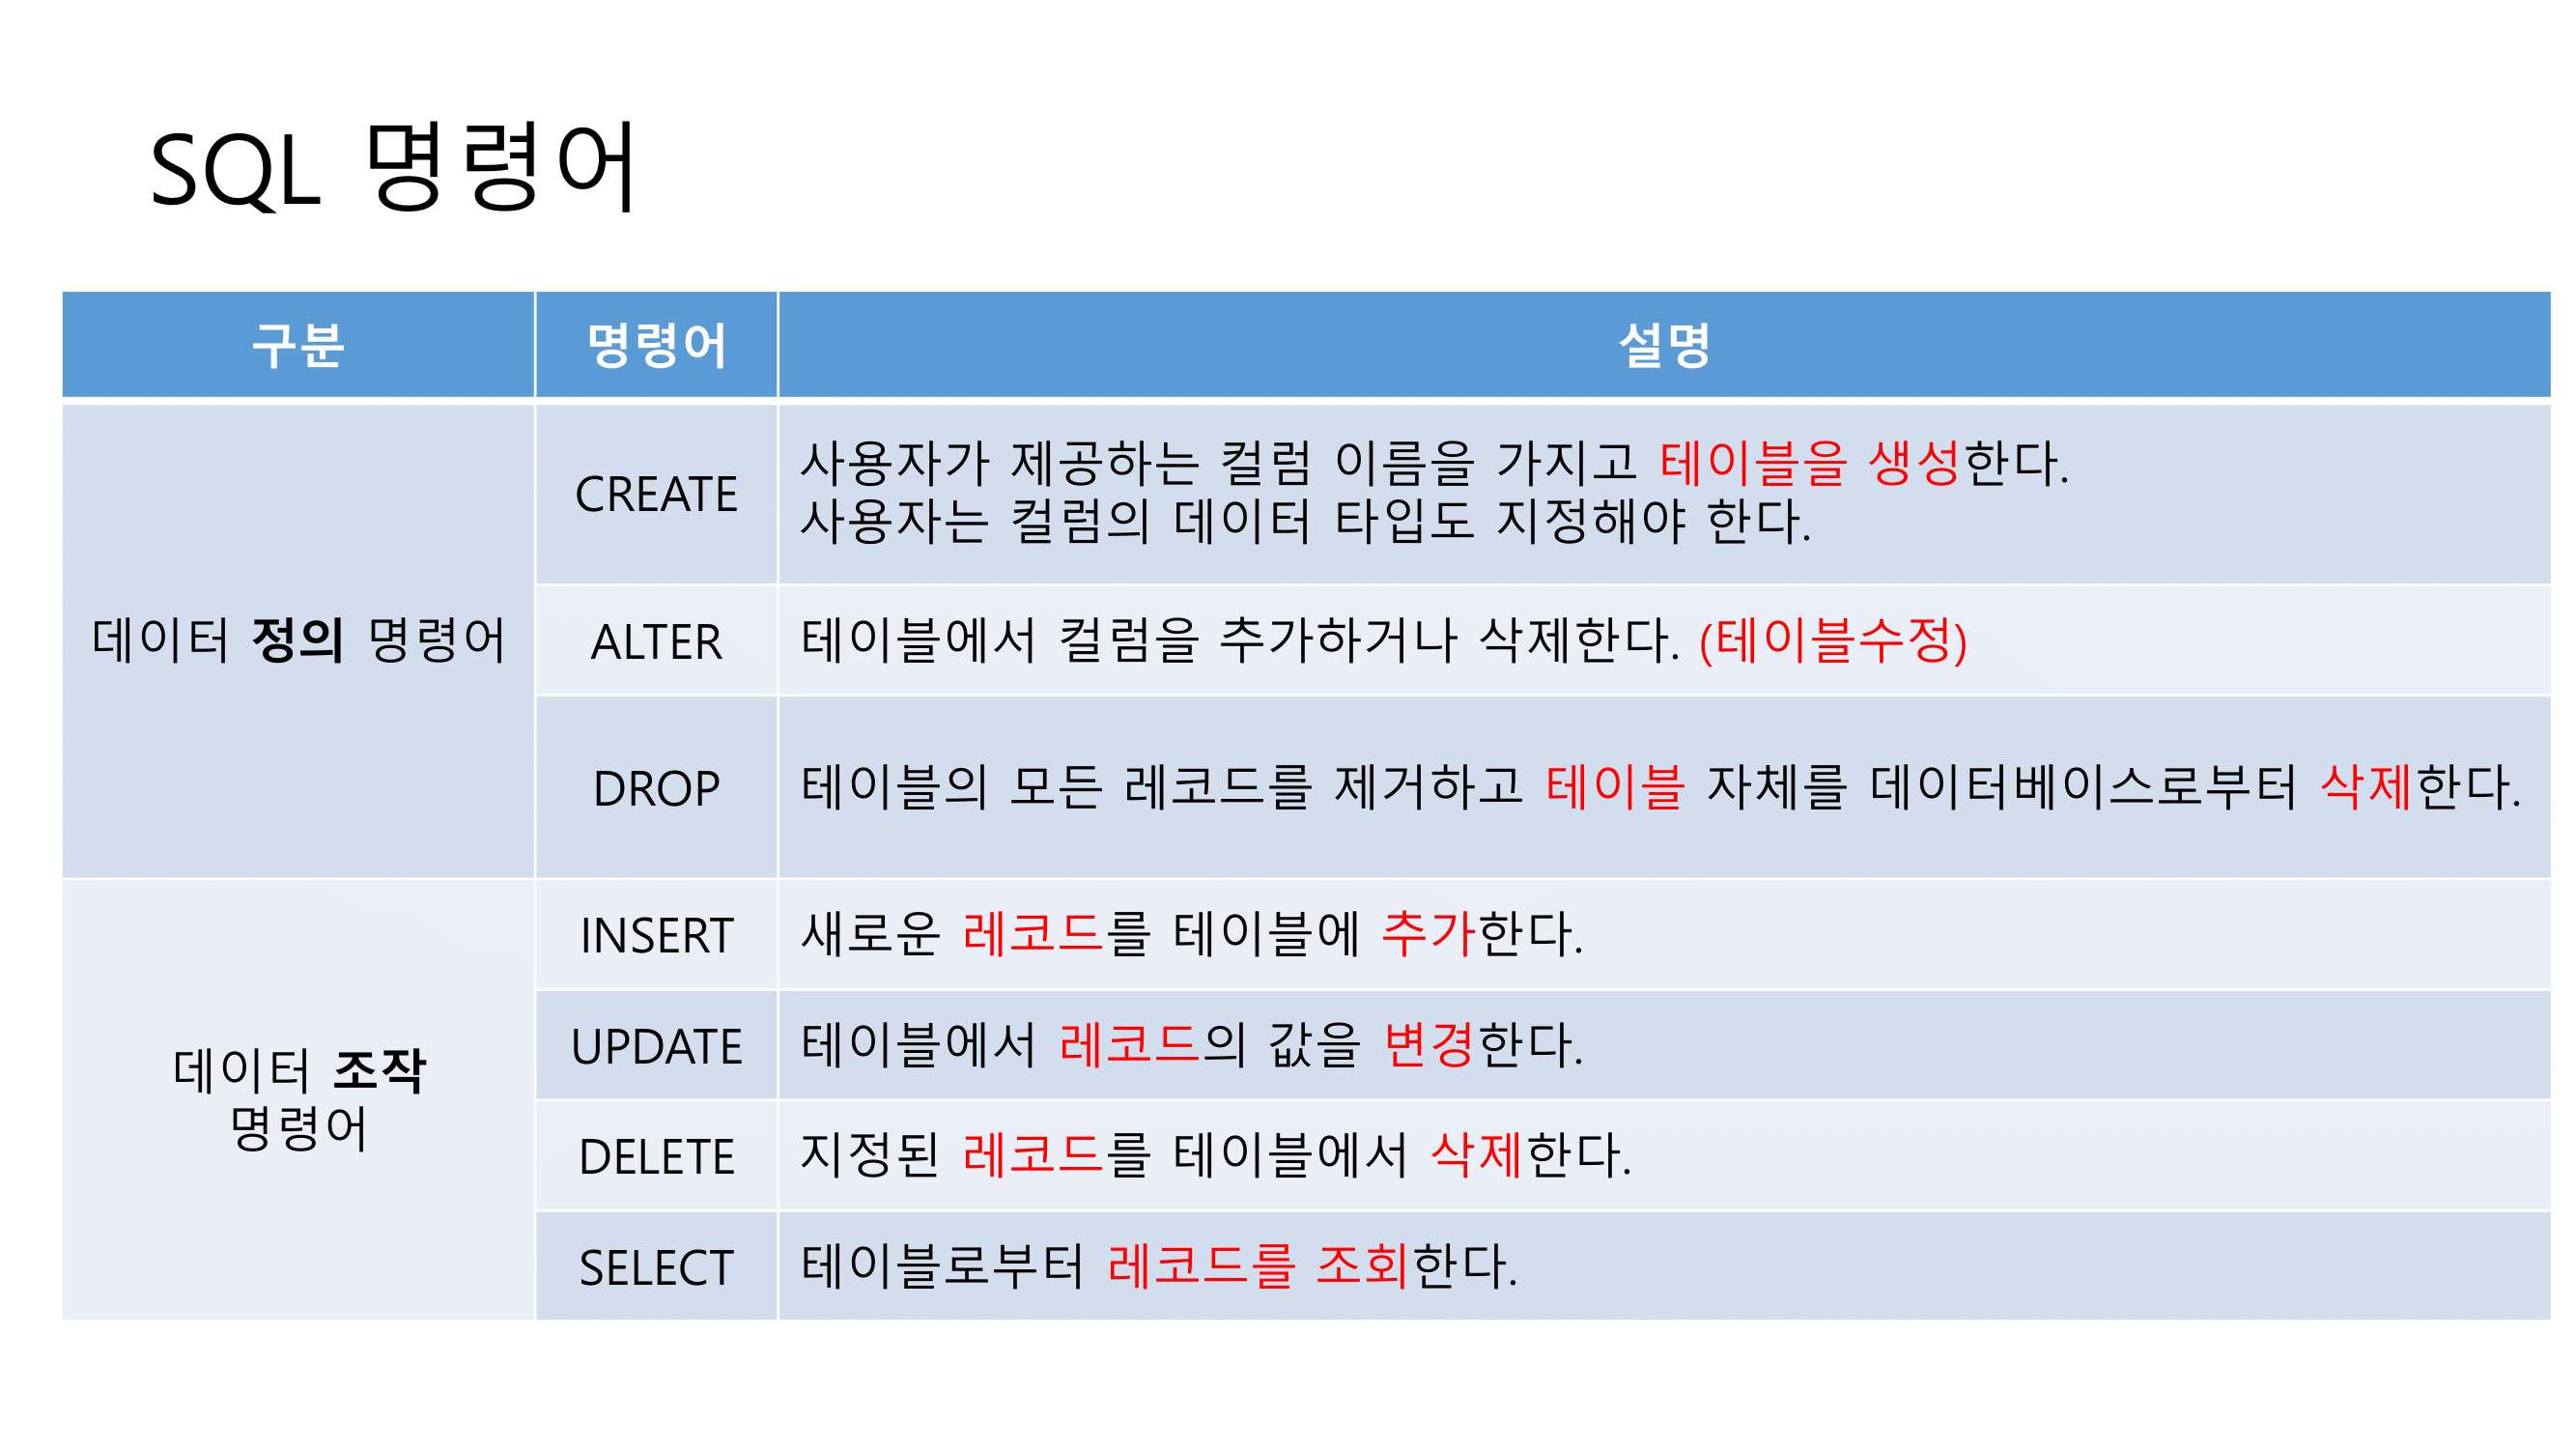 SQL 명령어
구분 명령어 설명
데이터 정의 명령어
CREATE
사용자가 제공하는 컬럼 이름을 가지고 테이블을 생성한다.
사용자는 컬럼의 데이터 타입도 지정해야 한다.
ALTER 테이블에서 컬럼을 추가하거나 삭제한다. (테이블수정)
DROP 테이블의 모든 레코드를 제거하고 테이블 자체를 데이터베이스로부터 삭제한다.
데이터 조작
명령어
INSERT 새로운 레코드를 테이블에 추가한다.
UPDATE 테이블에서 레코드의 값을 변경한다.
DELETE 지정된 레코드를 테이블에서 삭제한다.
SELECT 테이블로부터 레코드를 조회한다.